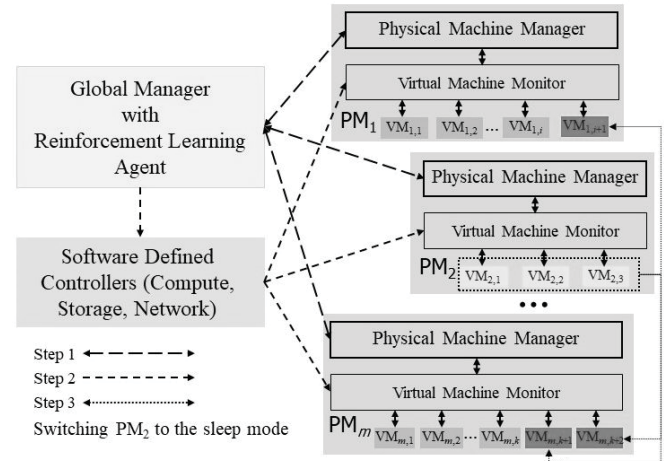 Physical Machine Manager
Virtual Machine Monitor
PM1
VM1,1 VM1,2 ... VM1,i VM1,i+1
Global Manager
with
Reinforcement Learning
Agent
Physical Machine Manager
Virtual Machine Monitor
PM2
VM2,1 VM2,2 VM2,3
Software Defined
Controllers (Compute,
Storage, Network)
...
Physical Machine Manager
Virtual Machine Monitor
PMm
VMm,1 VMm,2 ... VMm,k VMm,k+1 VMm,k+2
Step 1
Step 2
Step 3
Switching PM2 to the sleep mode